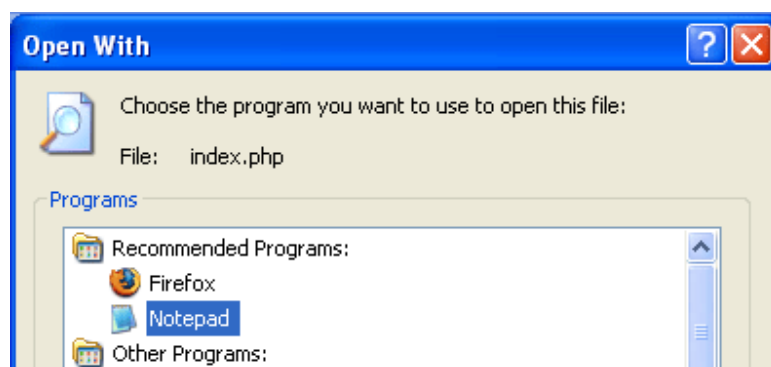 Open With
Choose the program you want to use to open this file:
File: index.php
Programs
Recommended Programs:
Firefox
Notepad
Other Programs: